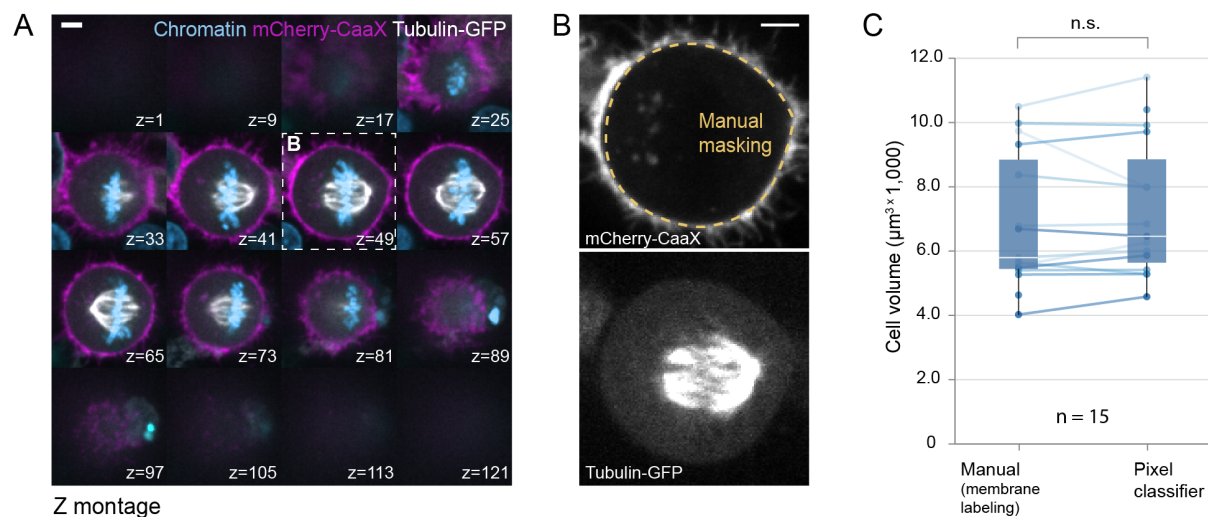 A
Chromatin mCherry-CaaX Tubulin-GFP
z=1
z=9
z=17
z=25
B
z=33
z=41
z=49
z=57
z=65
z=73
z=81
z=89
z=97
z=105
z=113
z=121
Z montage
B
Manual
masking
mCherry-CaaX
Tubulin-GFP
C
n.s.
Cell volume (µm³ˣ1,000)
12.0
10.0
8.0
6.0
4.0
2.0
0
n = 15
Manual
(membrane
labeling)
Pixel
classifier